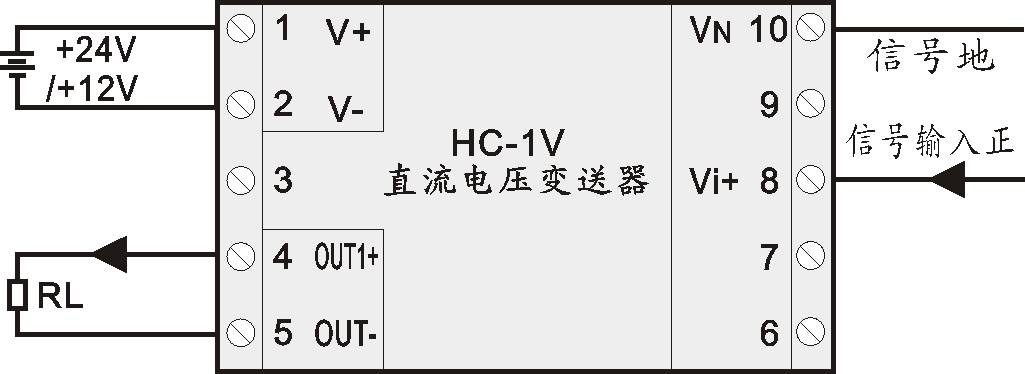 +24V
/+12V
1 V+
2 V-
3
4 OUT1+
5 OUT-
RL
HC-1V
直流电压变送器
VN 10
9
Vi+ 8
7
6
信号地
信号输入正